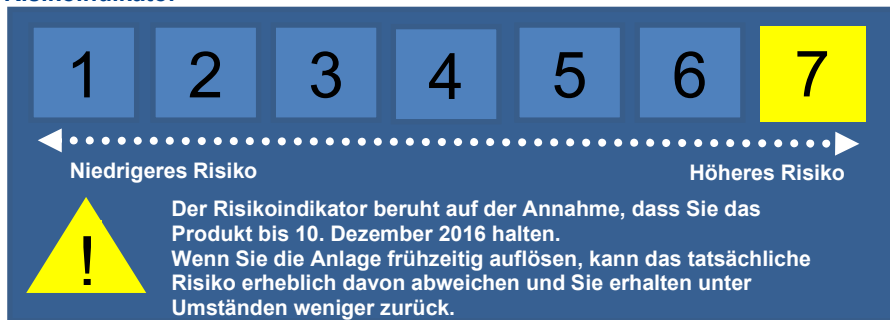 Risikoindikator
1 2 3 4 5 6 7
Niedrigeres Risiko Höheres Risiko
!
Der Risikoindikator beruht auf der Annahme, dass Sie das
Produkt bis 10. Dezember 2016 halten.
Wenn Sie die Anlage frühzeitig auflösen, kann das tatsächliche
Risiko erheblich davon abweichen und Sie erhalten unter
Umständen weniger zurück.